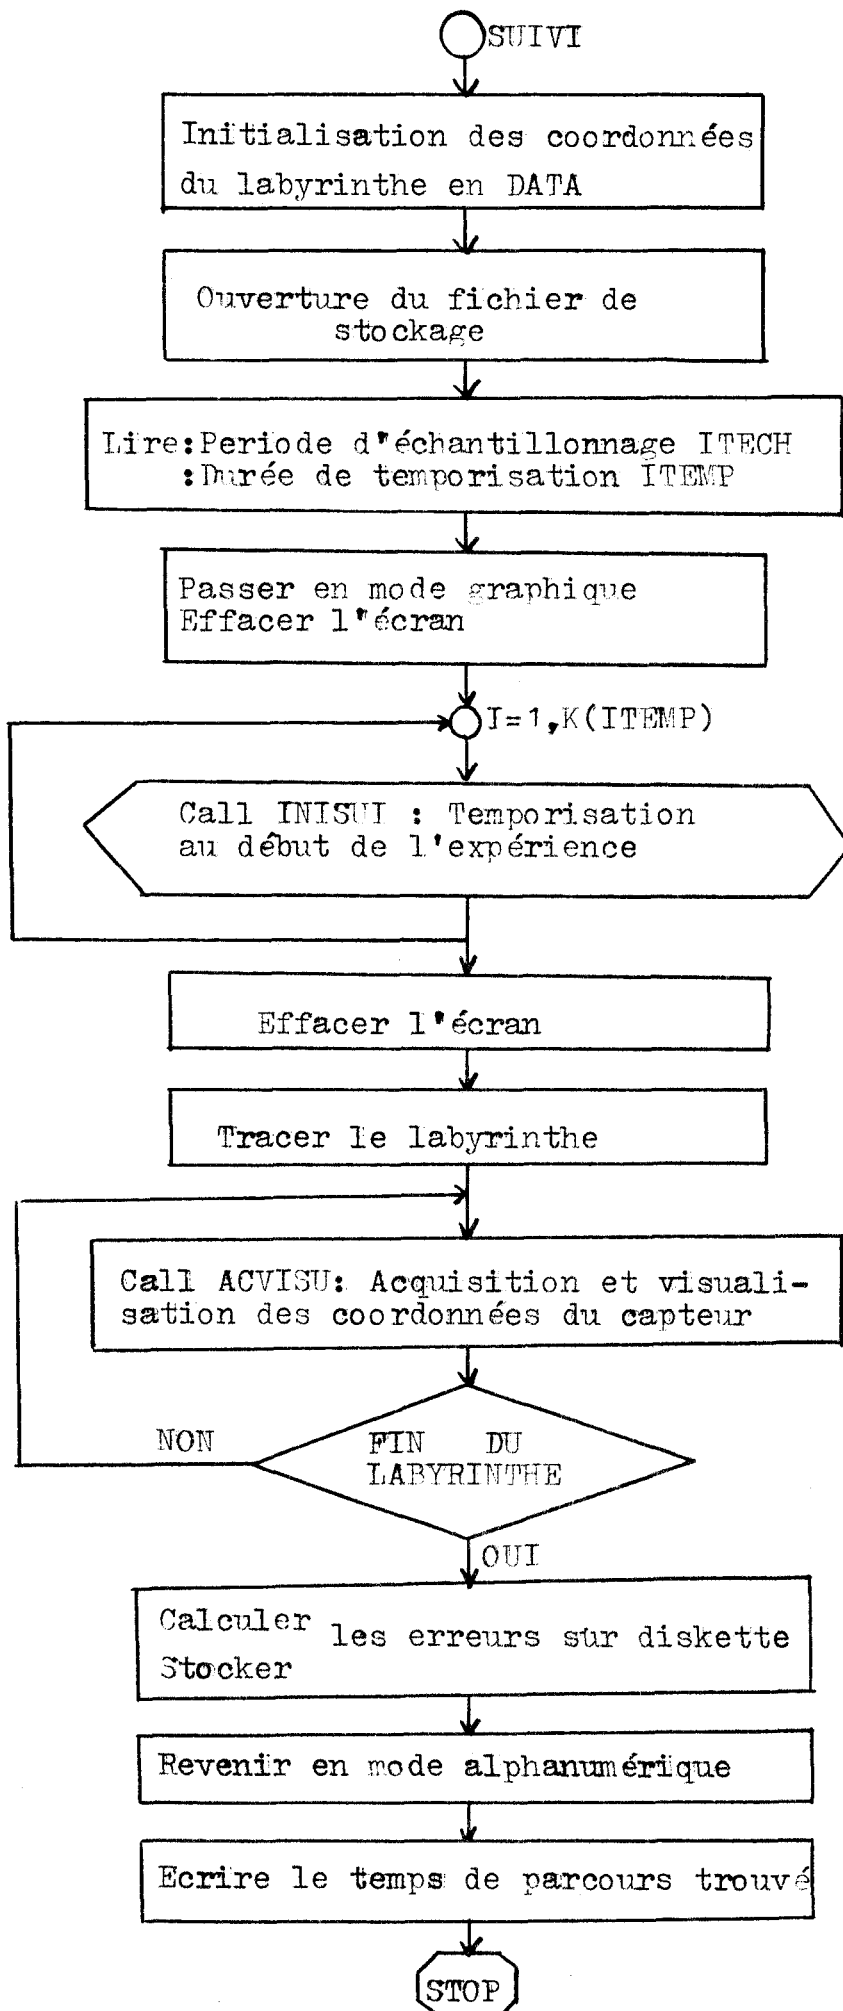 SUIVI
Initialisation des coordonnées
du labyrinthe en DATA
Ouverture du fichier de
stockage
Lire:Periode d'échantillonnage ITECH
:Durée de temporisation ITEMP
Passer en mode graphique
Effacer l'écran
I=1,K(ITEMP)
Call INISUI : Temporisation
au début de l'expérience
Effacer l'écran
Tracer le labyrinthe
Call ACVISU: Acquisition et visuali-
sation des coordonnées du capteur
NON
FIN DU
LABYRINTHE
OUI
Calculer
les erreurs sur diskette
Stocker
Revenir en mode alphanumérique
Ecrire le temps de parcours trouvé
STOP